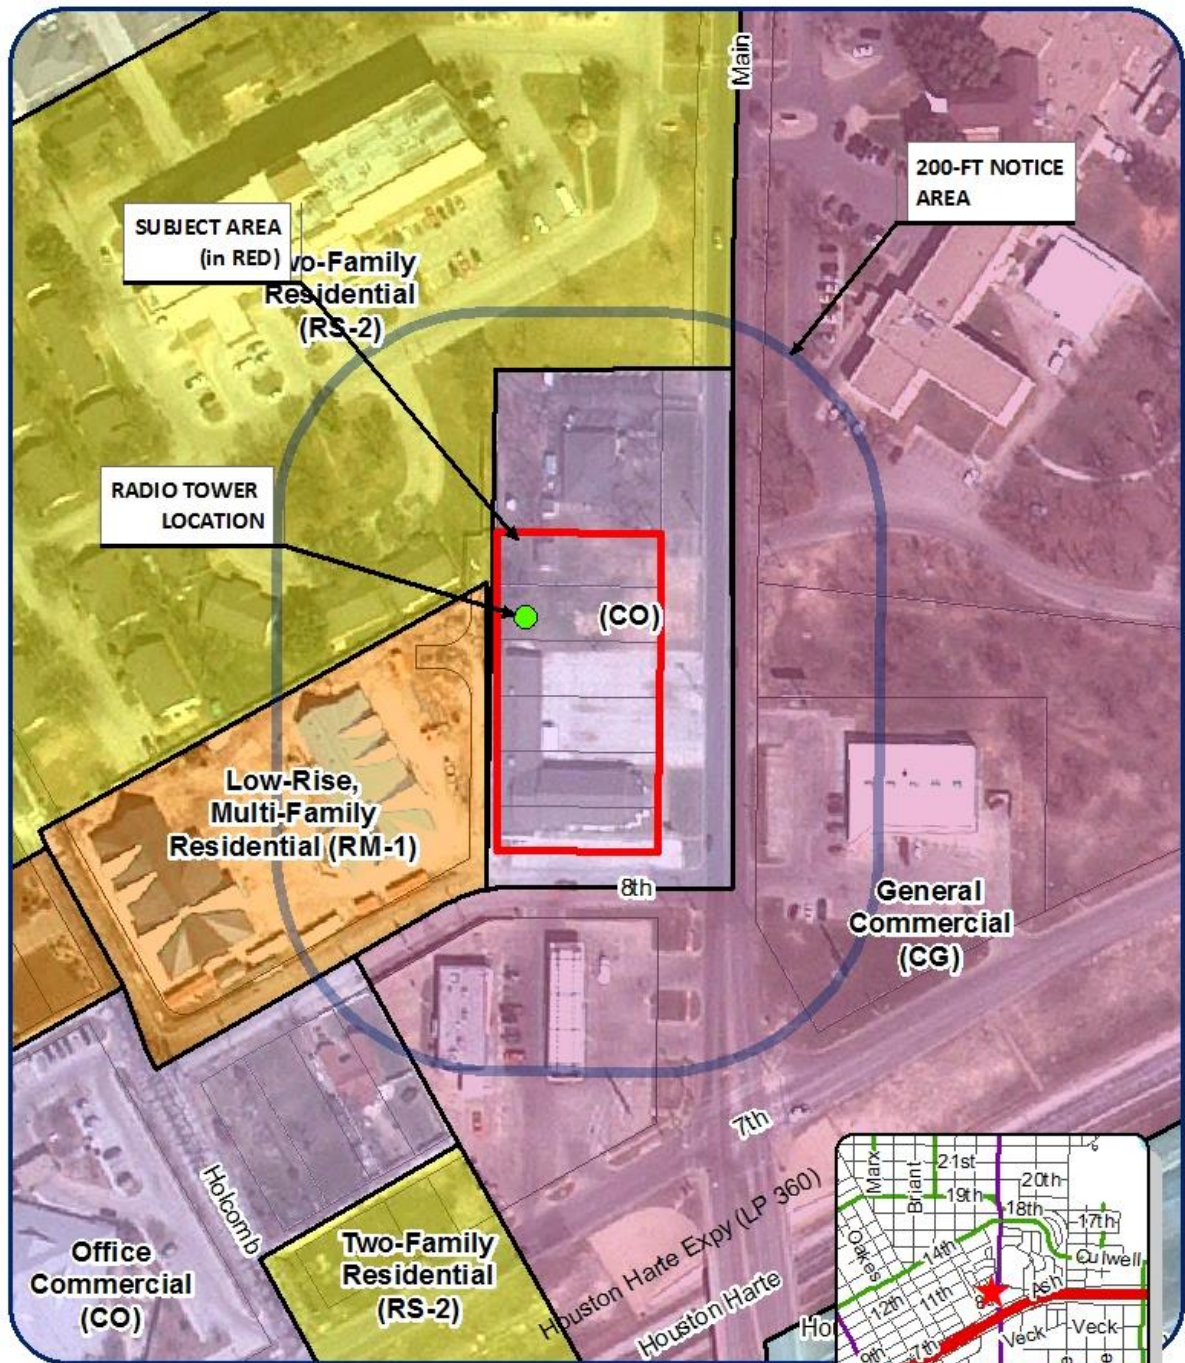 Main
200-FT NOTICE
AREA
SUBJECT AREA
(in RED)
wo-Family
Residential
(RS-2)
RADIO TOWER
LOCATION
(CO)
Low-Rise,
Multi-Family
Residential (RM-1)
8th
General
Commercial
(CG)
7th
Holcomb
Houston Harte Expy (LP 360)
Houston Harte
Office
Commercial
(CO)
Two-Family
Residential
(RS-2)
Marx
Briant
21st
20th
19th
18th
17th
Oakes
14th
Culwell
12th
11th
8
Ash
9th
7th
Veck
Veck